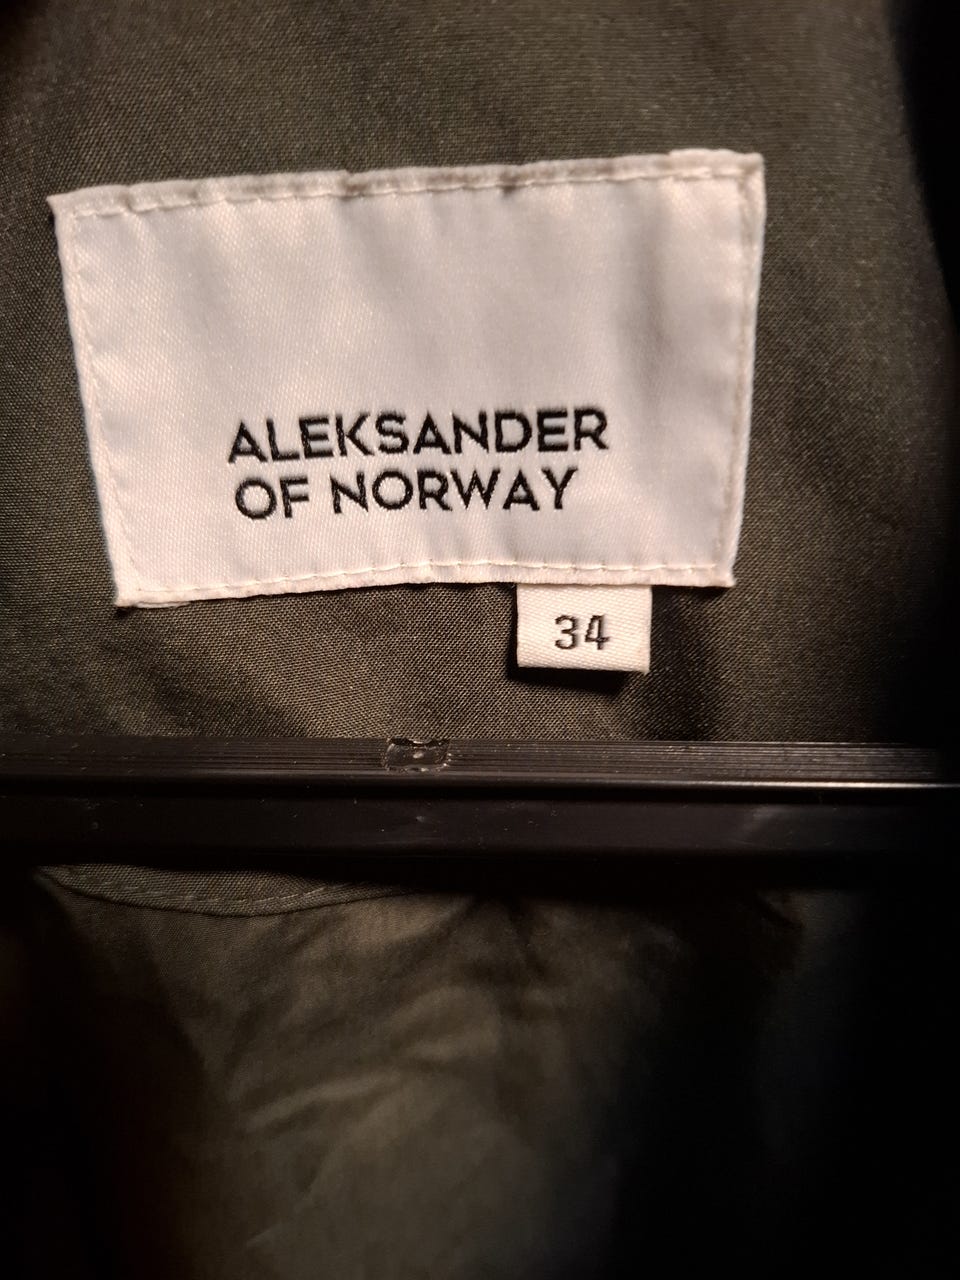 ALEKSANDER
OF NORWAY
34